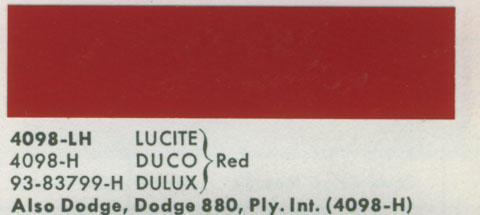 4098-LH LUCITE
4098-H DUCO } Red
93-83799-H DULUX
Also Dodge, Dodge 880, Ply. Int. (4098-H)